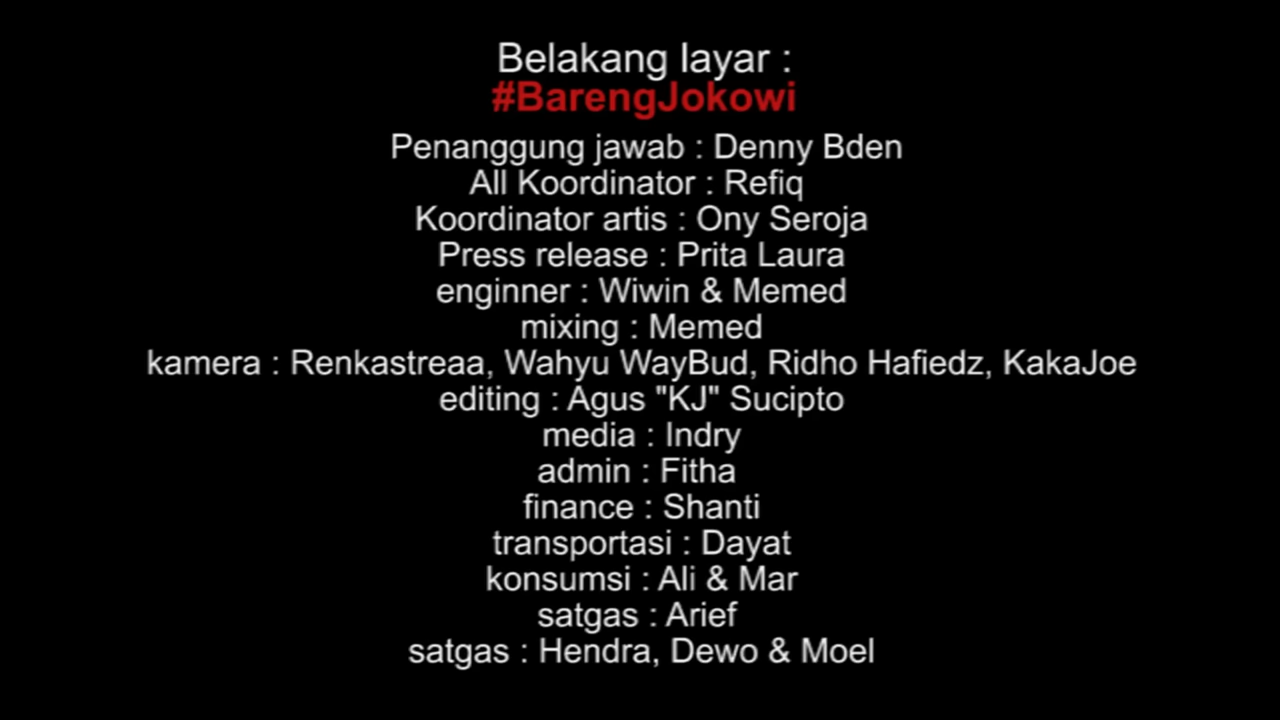 Belakang layar :
#BarengJokowi
Penanggung jawab : Denny Bden
All Koordinator : Refiq
Koordinator artis : Ony Seroja
Press release : Prita Laura
enginner : Wiwin & Memed
mixing : Memed
kamera : Renkastreaa, Wahyu WayBud, Ridho Hafiedz, KakaJoe
editing : Agus "KJ" Sucipto
media : Indry
admin : Fitha
finance : Shanti
transportasi : Dayat
konsumsi : Ali & Mar
satgas : Arief
satgas : Hendra, Dewo & Moel